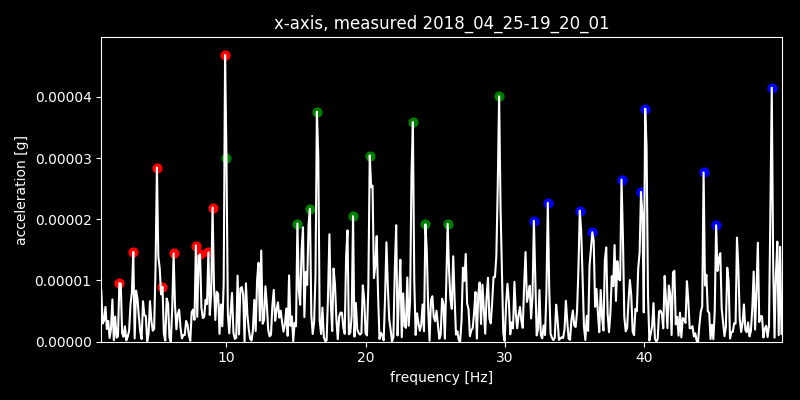 x-axis, measured 2018_04_25-19_20_01
acceleration [g]
0.00004
0.00003
0.00002
0.00001
0.00000
10 20 30 40
frequency [Hz]